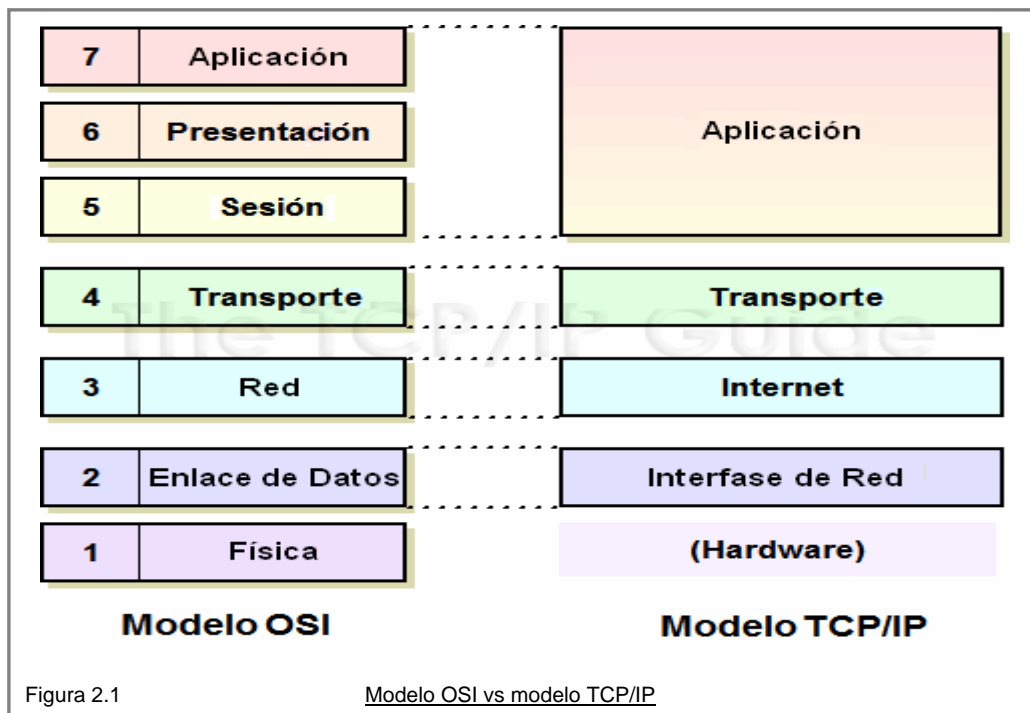 7 Aplicación
6 Presentación
5 Sesión
4 Transporte
3 Red
2 Enlace de Datos
1 Física
Modelo OSI
Aplicación
Transporte
Internet
Interfase de Red
(Hardware)
Modelo TCP/IP
The TCP/IP Guide
Figura 2.1 Modelo OSI vs modelo TCP/IP